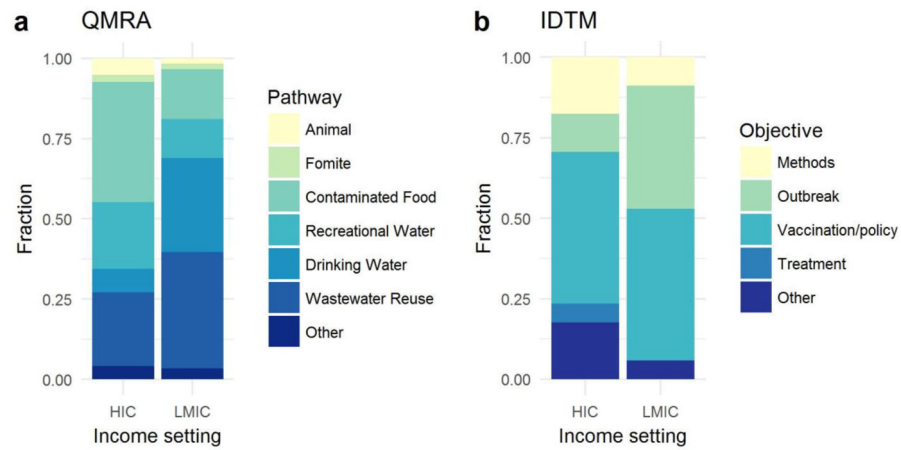 a QMRA
1.00
0.75
0.50
0.25
0.00
Fraction
HIC LMIC
Income setting
Pathway
Animal
Fomite
Contaminated Food
Recreational Water
Drinking Water
Wastewater Reuse
Other
b IDTM
1.00
0.75
0.50
0.25
0.00
Fraction
HIC LMIC
Income setting
Objective
Methods
Outbreak
Vaccination/policy
Treatment
Other